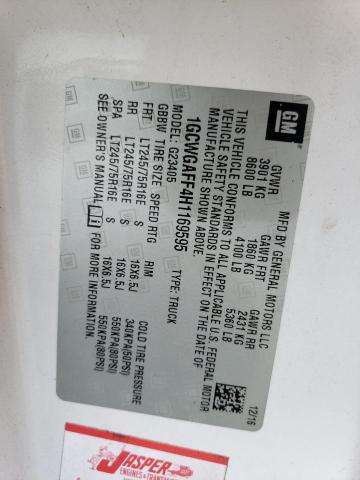 GM
MFD BY GENERAL MOTORS LLC 12/16
GVWR GAWR FRT GAWR RR
3901 KG 1860 KG 2431 KG
8600 LB 4100 LB 5360 LB
THIS VEHICLE CONFORMS TO ALL APPLICABLE U.S. FEDERAL MOTOR
VEHICLE SAFETY STANDARDS IN EFFECT ON THE DATE OF
MANUFACTURE SHOWN ABOVE.
1GCWGAFF4H1169595 TYPE: TRUCK
MODEL: G23405
GBBW TIRE SIZE SPEED RTG RIM COLD TIRE PRESSURE
FRT LT245/75R16E S 16X6.5J 340KPA(50PSI)
RR LT245/75R16E S 16X6.5J 550KPA(80PSI)
SPA LT245/75R16E S 16X6.5J 550KPA(80PSI)
SEE OWNER'S MANUAL FOR MORE INFORMATION.
JASPER
ENGINES & TRANSMISSIONS